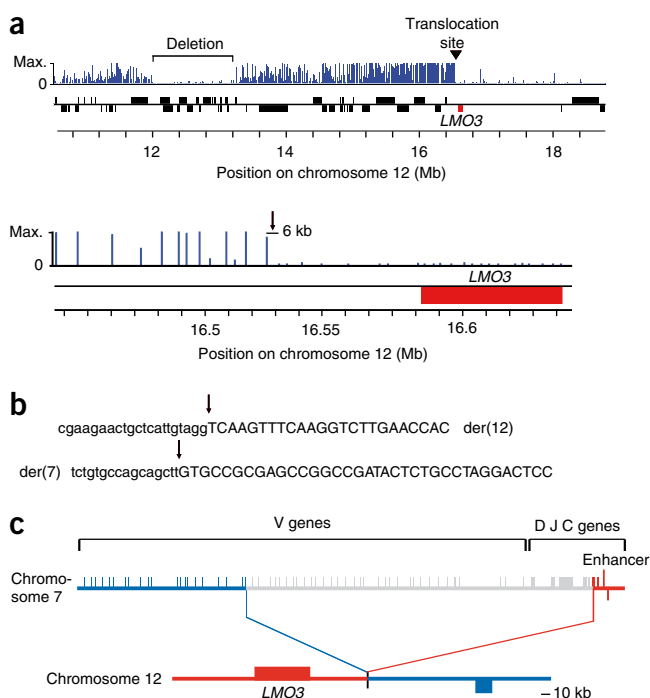 a
Deletion
Translocation
site
Max.
0
LMO3
12 14 16 18
Position on chromosome 12 (Mb)
Max.
0
6 kb
LMO3
16.5 16.55 16.6
Position on chromosome 12 (Mb)
b
cgaagaactgctcattgtaggTCAAGTTTCAAGGTCTTGAACCAC der(12)
der(7) tctgtgccagcagcttGTGCCGCGAGCCGGCCGATACTCTGCCTAGGACTCC
c
V genes
D J C genes
Enhancer
Chromo-
some 7
Chromosome 12
LMO3
10 kb